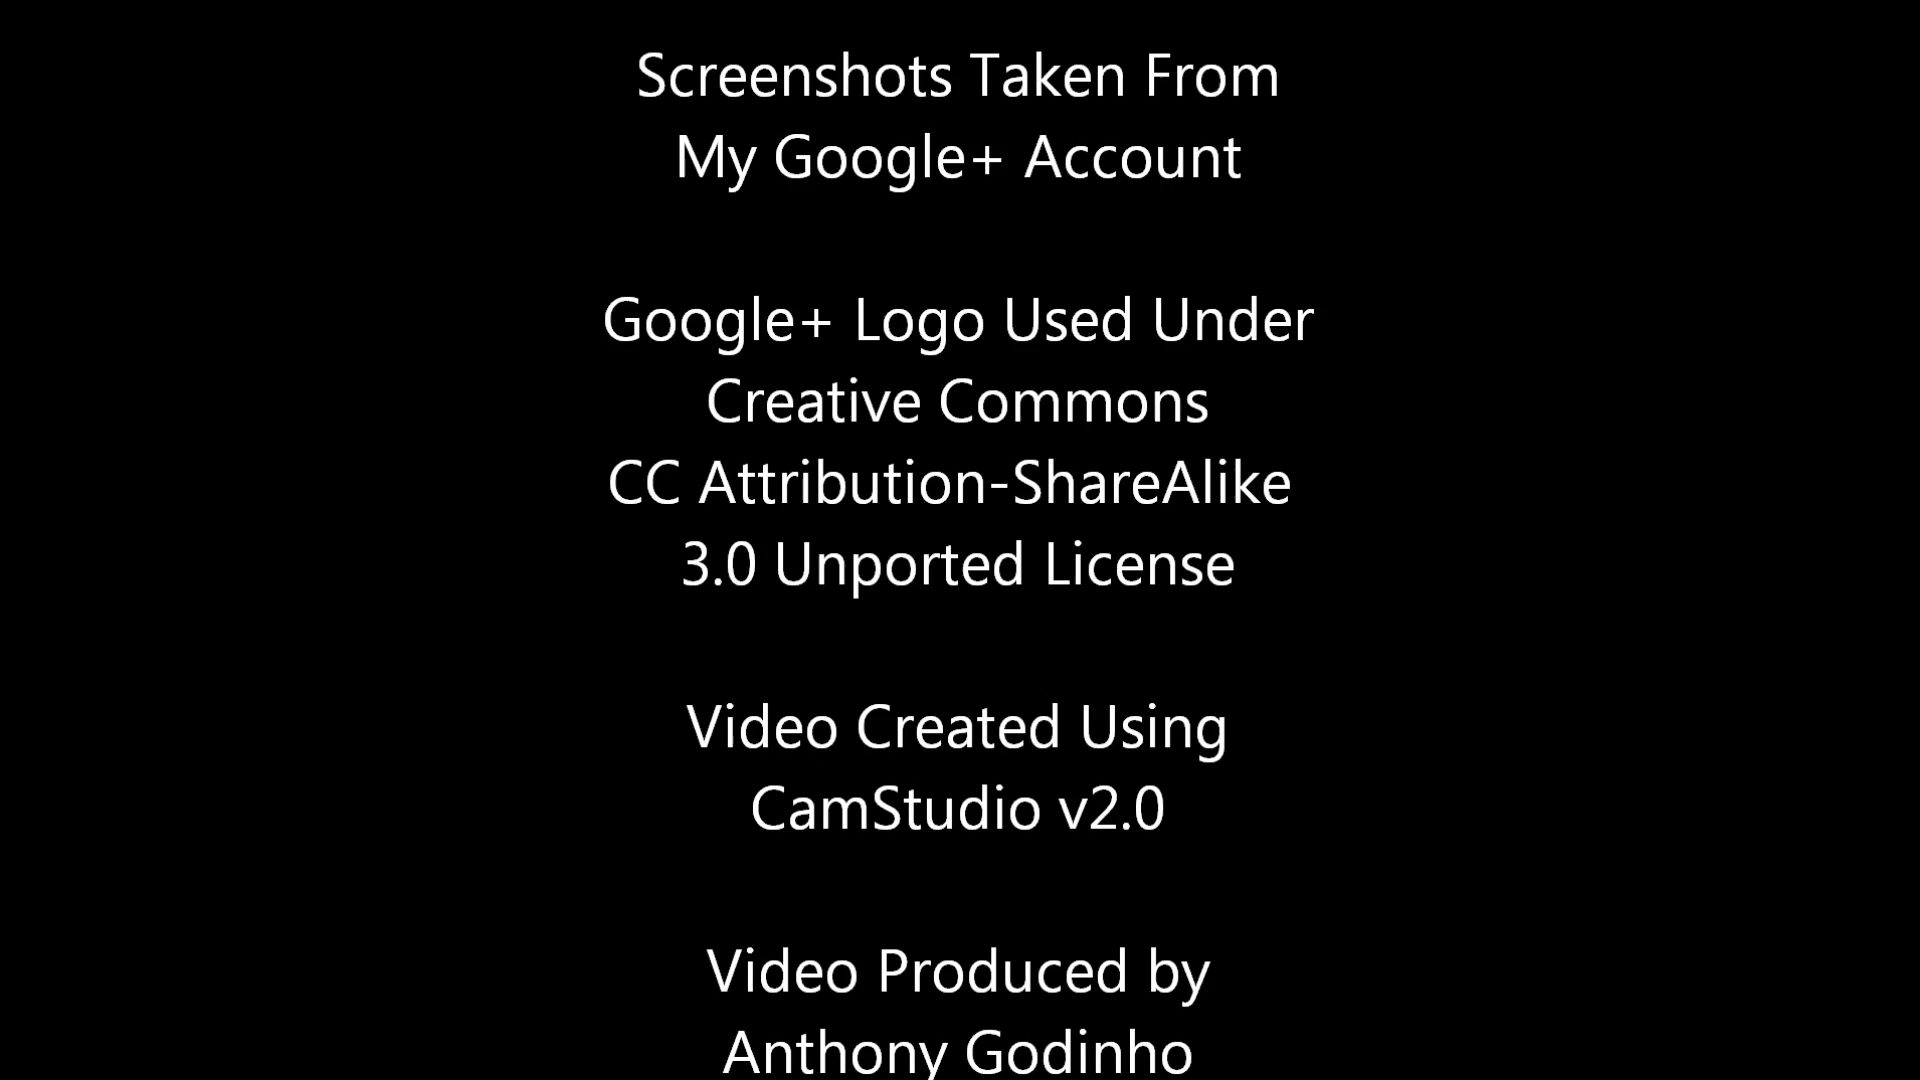 Screenshots Taken From
My Google+ Account
Google+ Logo Used Under
Creative Commons
CC Attribution-ShareAlike
3.0 Unported License
Video Created Using
CamStudio v2.0
Video Produced by
Anthony Godinho